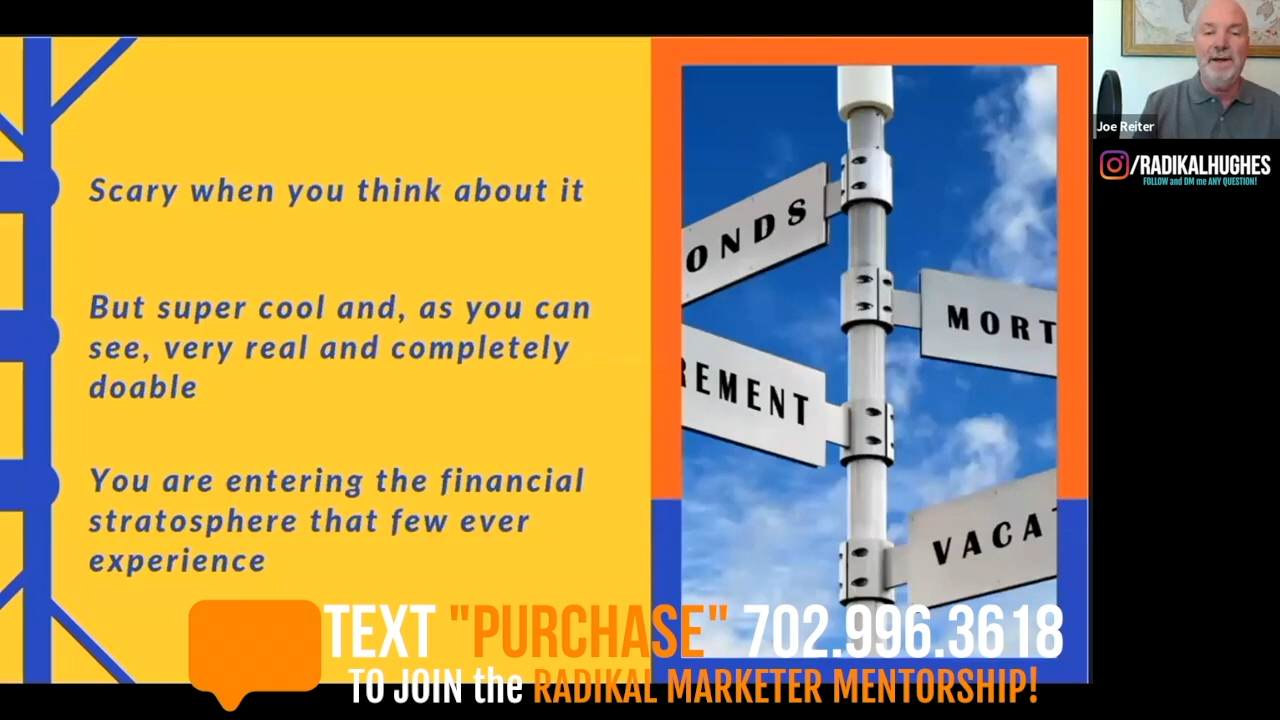 Scary when you think about it
But super cool and, as you can
see, very real and completely
doable
You are entering the financial
stratosphere that few ever
experience
ONDS
MORT
REMENT
VACA
TEXT "PURCHASE" 702.996.3618
TO JOIN the RADIKAL MARKETER MENTORSHIP!
Joe Reiter
/RADIKALHUGHES
FOLLOW and DM me ANY QUESTION!